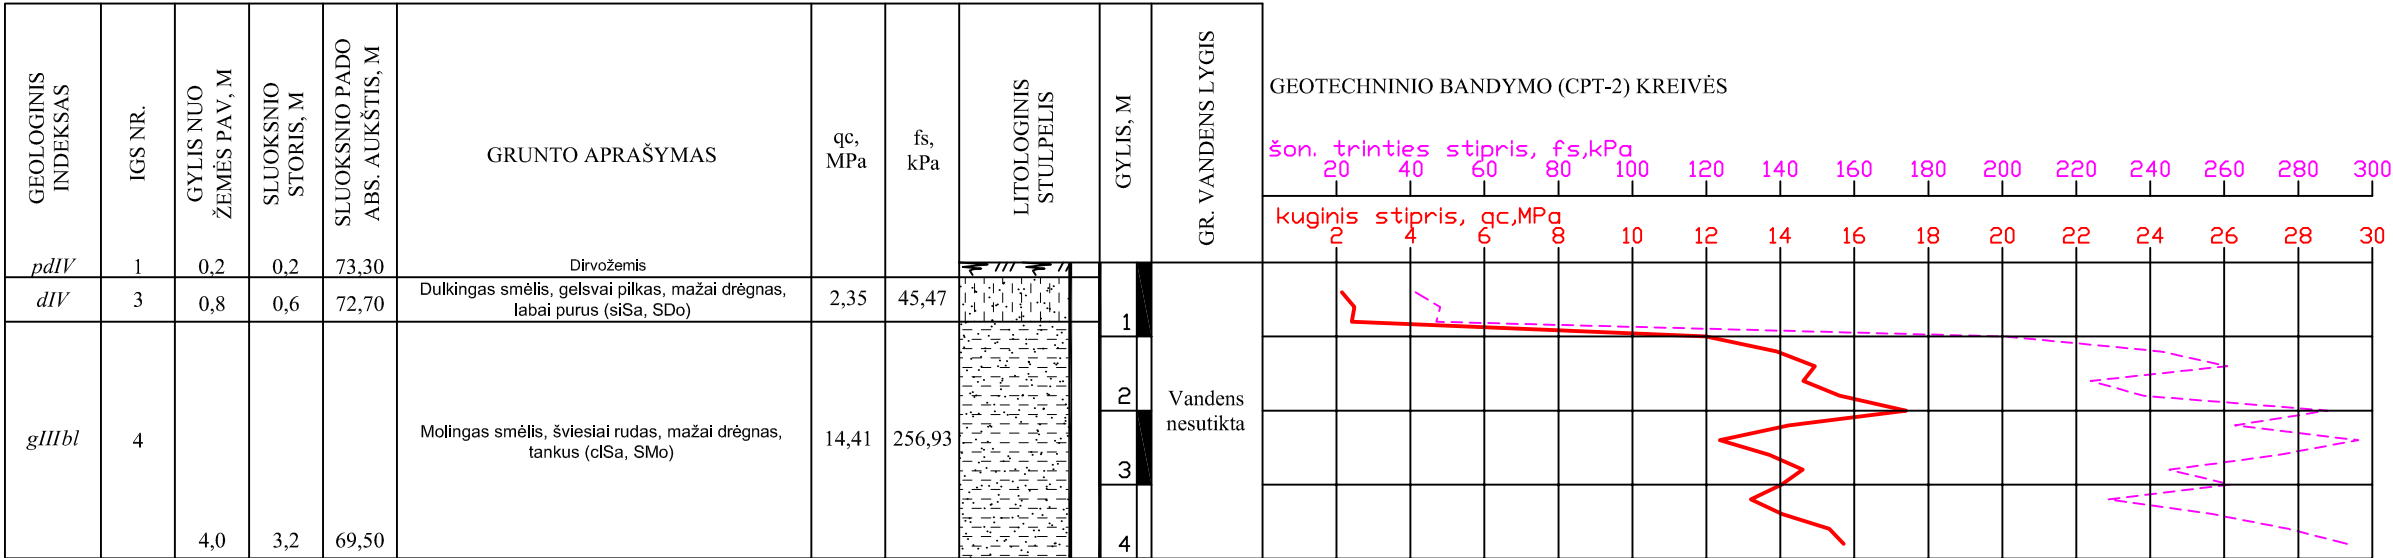 GEOLOGINIS
INDEKSAS
IGS NR.
GYLIS NUO
ŽEMĖS PAV, M
SLUOKSNIO
STORIS, M
SLUOKSNIO PADO
ABS. AUKŠTIS, M
GRUNTO APRAŠYMAS
qc,
MPa
fs,
kPa
LITOLOGINIS
STULPELIS
GYLIS, M
GR. VANDENS LYGIS
GEOTECHNINIO BANDYMO (CPT-2) KREIVĖS
šon. trinties stipris, fs,kPa
20 40 60 80 100 120 140 160 180 200 220 240 260 280 300
kuginis stipris, qc,MPa
2 4 6 8 10 12 14 16 18 20 22 24 26 28 30
pdIV 1 0,2 0,2 73,30 Dirvožemis
dIV 3 0,8 0,6 72,70 Dulkingas smėlis, gelsvai pilkas, mažai drėgnas,
labai purus (siSa, SDo) 2,35 45,47
1
2
Vandens
nesutikta
gIIIbl 4 Molingas smėlis, šviesiai rudas, mažai drėgnas,
tankus (clSa, SMo) 14,41 256,93
3
4,0 3,2 69,50
4